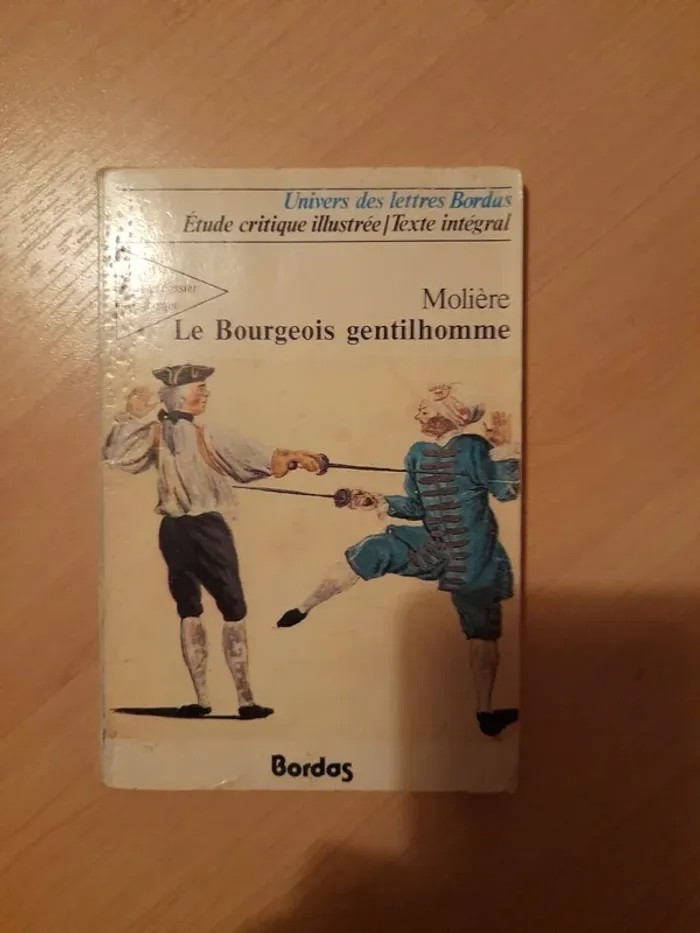 Univers des lettres Bordas
Étude critique illustrée/Texte intégral
Molière
Le Bourgeois gentilhomme
Bordas